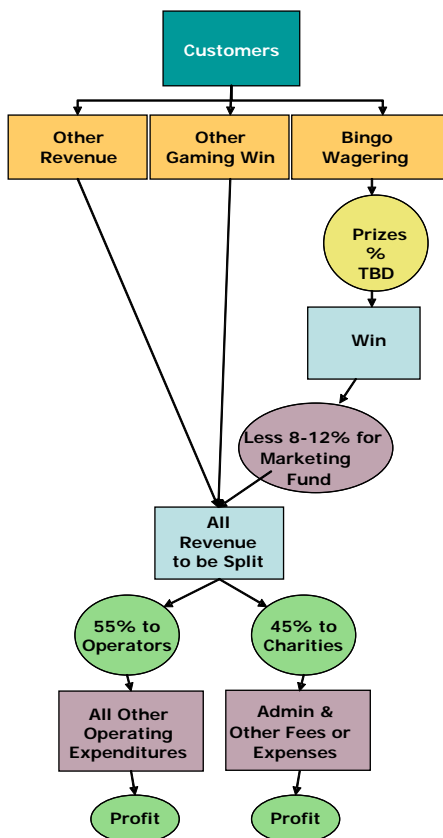 Customers
Other
Revenue
Other
Gaming Win
Bingo
Wagering
Prizes
%
TBD
Win
Less 8-12% for
Marketing
Fund
All
Revenue
to be Split
55% to
Operators
45% to
Charities
All Other
Operating
Expenditures
Admin &
Other Fees or
Expenses
Profit
Profit